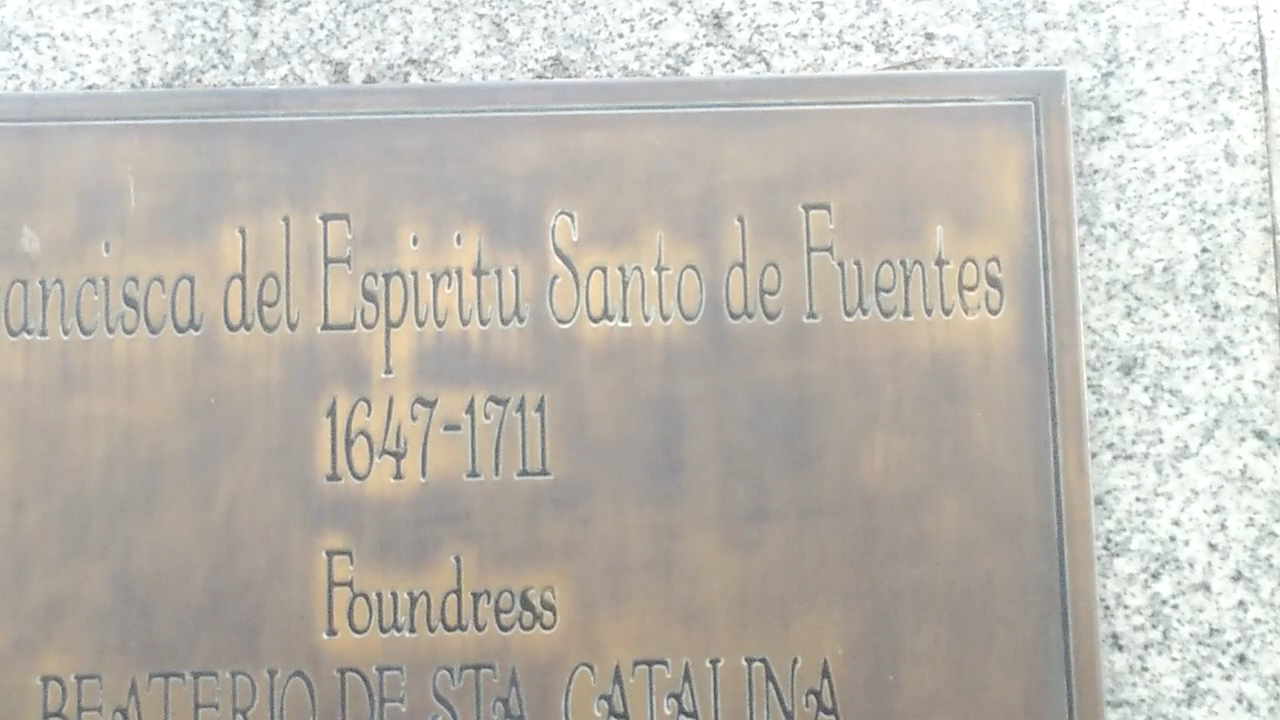 ancisca del Espiritu Santo de Fuentes
1647-1711
Foundress
BEATERIO DE STA. CATALINA